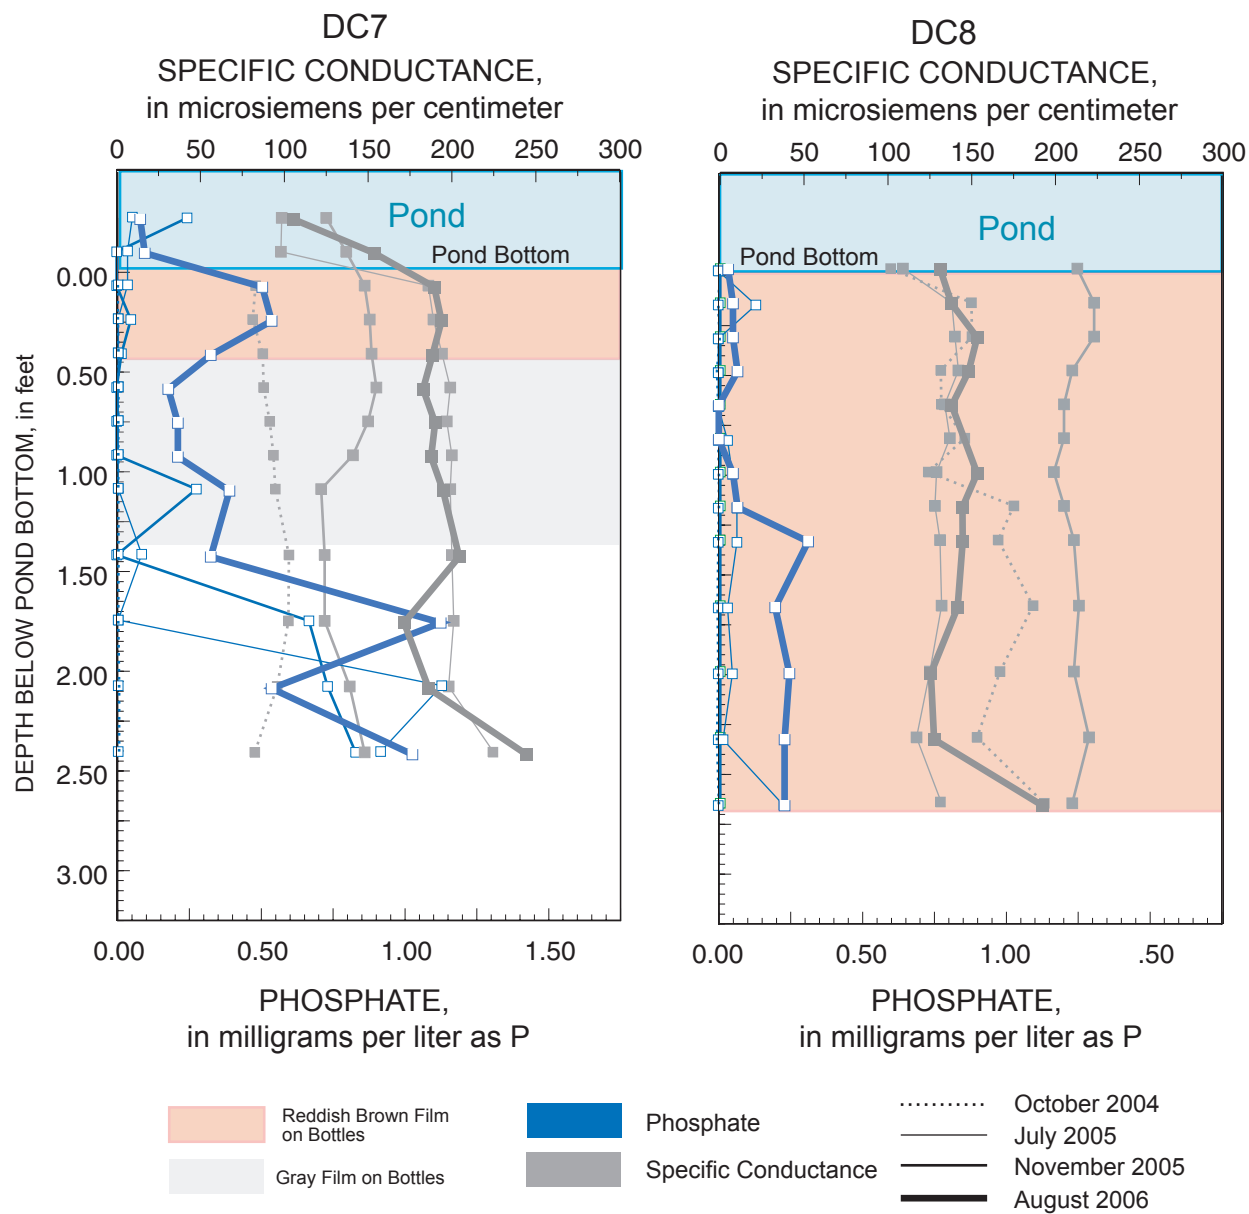 DC7
SPECIFIC CONDUCTANCE,
in microsiemens per centimeter
0 50 100 150 200 250 300
Pond
Pond Bottom
DEPTH BELOW POND BOTTOM, in feet
0.00
0.50
1.00
1.50
2.00
2.50
3.00
0.00 0.50 1.00 1.50
PHOSPHATE,
in milligrams per liter as P
DC8
SPECIFIC CONDUCTANCE,
in microsiemens per centimeter
0 50 100 150 200 250 300
Pond
Pond Bottom
0.00 0.50 1.00 .50
PHOSPHATE,
in milligrams per liter as P
Reddish Brown Film
on Bottles
Gray Film on Bottles
Phosphate
Specific Conductance
October 2004
July 2005
November 2005
August 2006